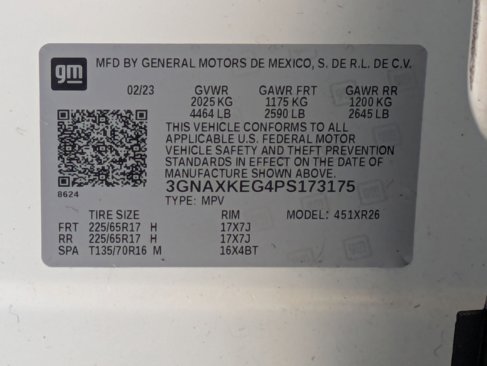 gm MFD BY GENERAL MOTORS DE MEXICO, S. DE R.L. DE C.V.
02/23 GVWR GAWR FRT GAWR RR
2025 KG 1175 KG 1200 KG
4464 LB 2590 LB 2645 LB
THIS VEHICLE CONFORMS TO ALL
APPLICABLE U.S. FEDERAL MOTOR
VEHICLE SAFETY AND THEFT PREVENTION
STANDARDS IN EFFECT ON THE DATE OF
MANUFACTURE SHOWN ABOVE.
3GNAXKEG4PS173175
8624 TYPE: MPV
TIRE SIZE RIM MODEL: 451XR26
FRT 225/65R17 H 17X7J
RR 225/65R17 H 17X7J
SPA T135/70R16 M 16X4BT